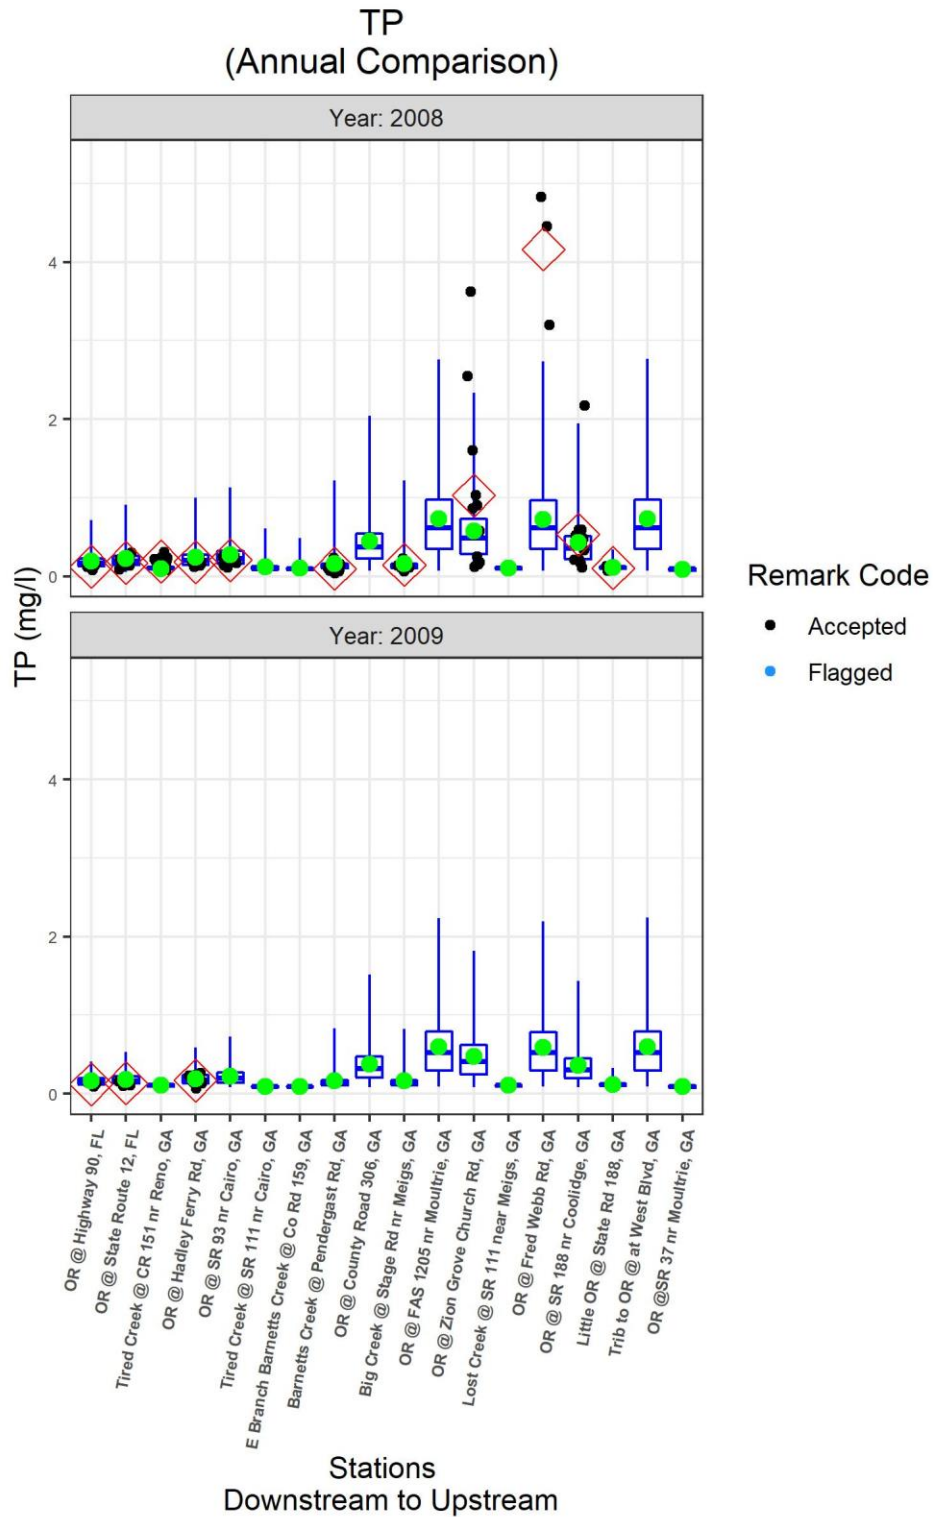 TP
(Annual Comparison)
Year: 2008
4
2
0
Year: 2009
4
2
0
TP (mg/l)
Remark Code
Accepted
Flagged
OR @ Highway 90, FL
OR @ State Route 12, FL
Tired Creek @ CR 151 nr Reno, GA
OR @ Hadley Ferry Rd, GA
OR @ SR 93 nr Cairo, GA
Tired Creek @ SR 111 nr Cairo, GA
E Branch Barnetts Creek @ Co Rd 159, GA
Barnetts Creek @ Pendergast Rd, GA
OR @ County Road 306, GA
Big Creek @ Stage Rd nr Meigs, GA
OR @ FAS 1205 nr Moultrie, GA
OR @ Zion Grove Church Rd, GA
Lost Creek @ SR 111 near Meigs, GA
OR @ Fred Webb Rd, GA
OR @ SR 188 nr Coolidge, GA
Little OR @ State Rd 188, GA
Trib to OR @ at West Blvd, GA
OR @SR 37 nr Moultrie, GA
Stations
Downstream to Upstream